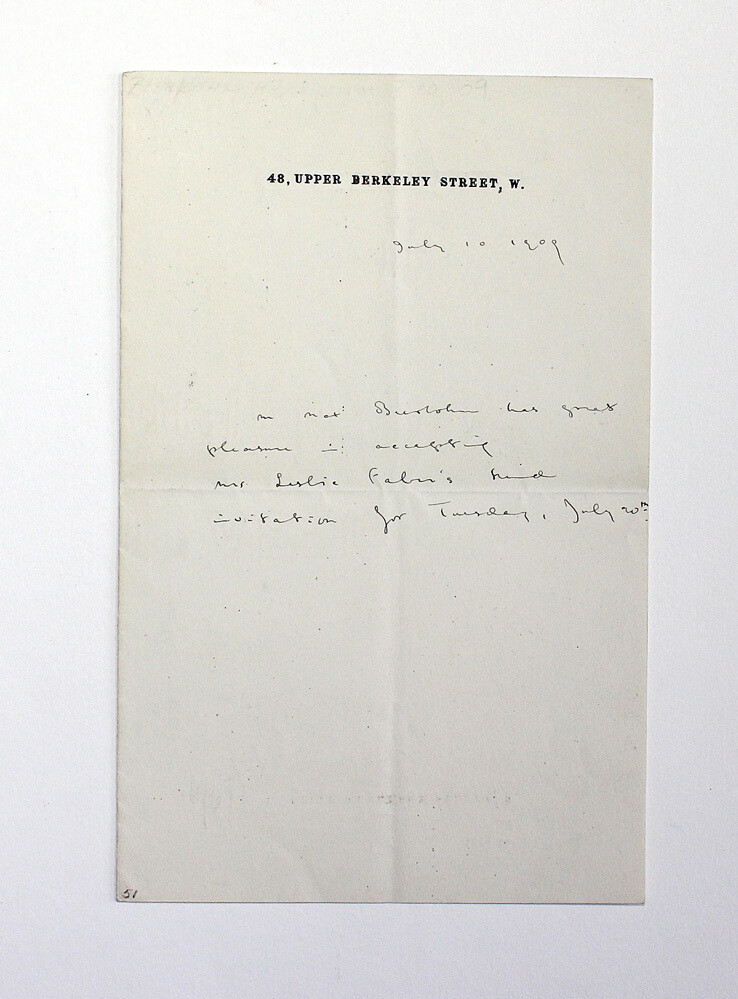 48, UPPER BERKELEY STREET, W.
July 10 1909
Mr Max Beerbohm has great
pleasure in accepting
Mr. Leslie Faber's kind
invitation for Tuesday, July 20th
51